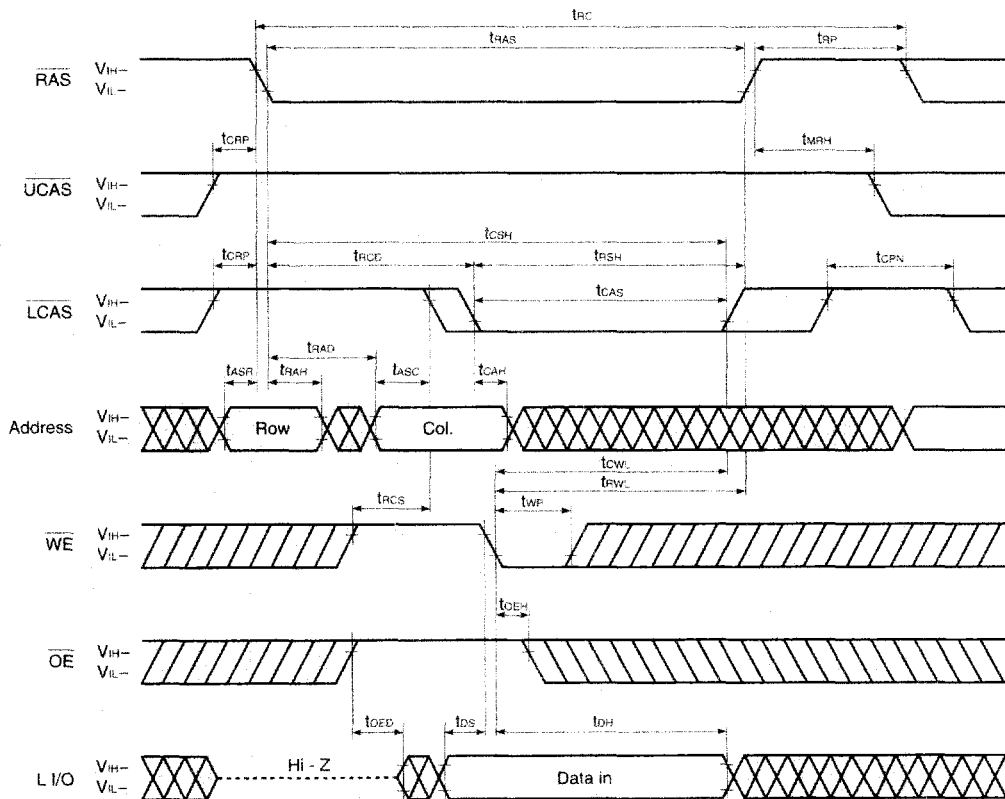 tRC
tRAS
tRP
RAS
VIH–
VIL–
tCRP
tMRH
UCAS
VIH–
VIL–
tCSH
tCRP
tRCD
tRSH
tCPN
LCAS
VIH–
VIL–
tCAS
tRAD
tASR
tRAH
tASC
tCAH
Address
VIH–
VIL–
Row
Col.
tCWL
tRWL
tRCS
tWP
WE
VIH–
VIL–
tOEH
OE
VIH–
VIL–
tOED
tDS
tDH
L I/O
VIH–
VIL–
Hi - Z
Data in